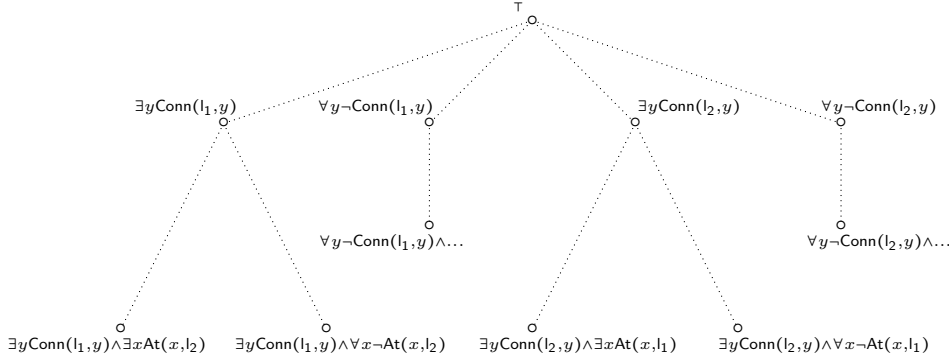 ⊤
∃yConn(l₁,y) ∀y¬Conn(l₁,y) ∃yConn(l₂,y) ∀y¬Conn(l₂,y)
∀y¬Conn(l₁,y)∧... ∀y¬Conn(l₂,y)∧...
∃yConn(l₁,y)∧∃xAt(x,l₂) ∃yConn(l₁,y)∧∀x¬At(x,l₂) ∃yConn(l₂,y)∧∃xAt(x,l₁) ∃yConn(l₂,y)∧∀x¬At(x,l₁)